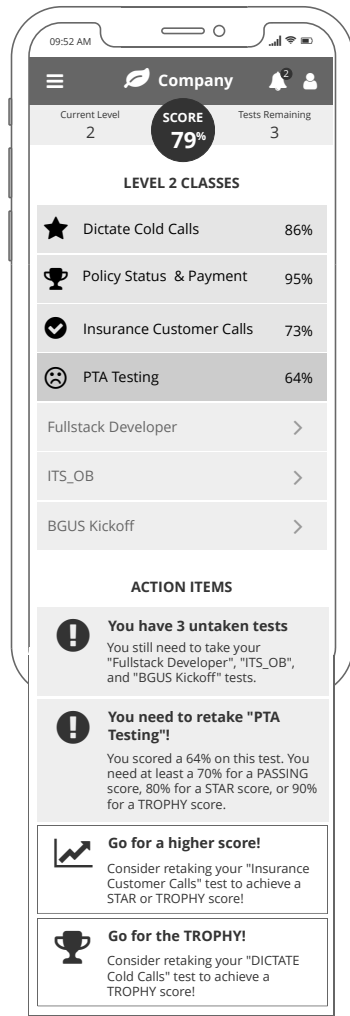 09:52 AM
Company
2
Current Level
2
SCORE
79%
Tests Remaining
3
LEVEL 2 CLASSES
Dictate Cold Calls 86%
Policy Status & Payment 95%
Insurance Customer Calls 73%
PTA Testing 64%
Fullstack Developer
ITS_OB
BGUS Kickoff
ACTION ITEMS
You have 3 untaken tests
You still need to take your
"Fullstack Developer", "ITS_OB",
and "BGUS Kickoff" tests.
You need to retake "PTA
Testing"!
You scored a 64% on this test. You
need at least a 70% for a PASSING
score, 80% for a STAR score, or 90%
for a TROPHY score.
Go for a higher score!
Consider retaking your "Insurance
Customer Calls" test to achieve a
STAR or TROPHY score!
Go for the TROPHY!
Consider retaking your "DICTATE
Cold Calls" test to achieve a
TROPHY score!